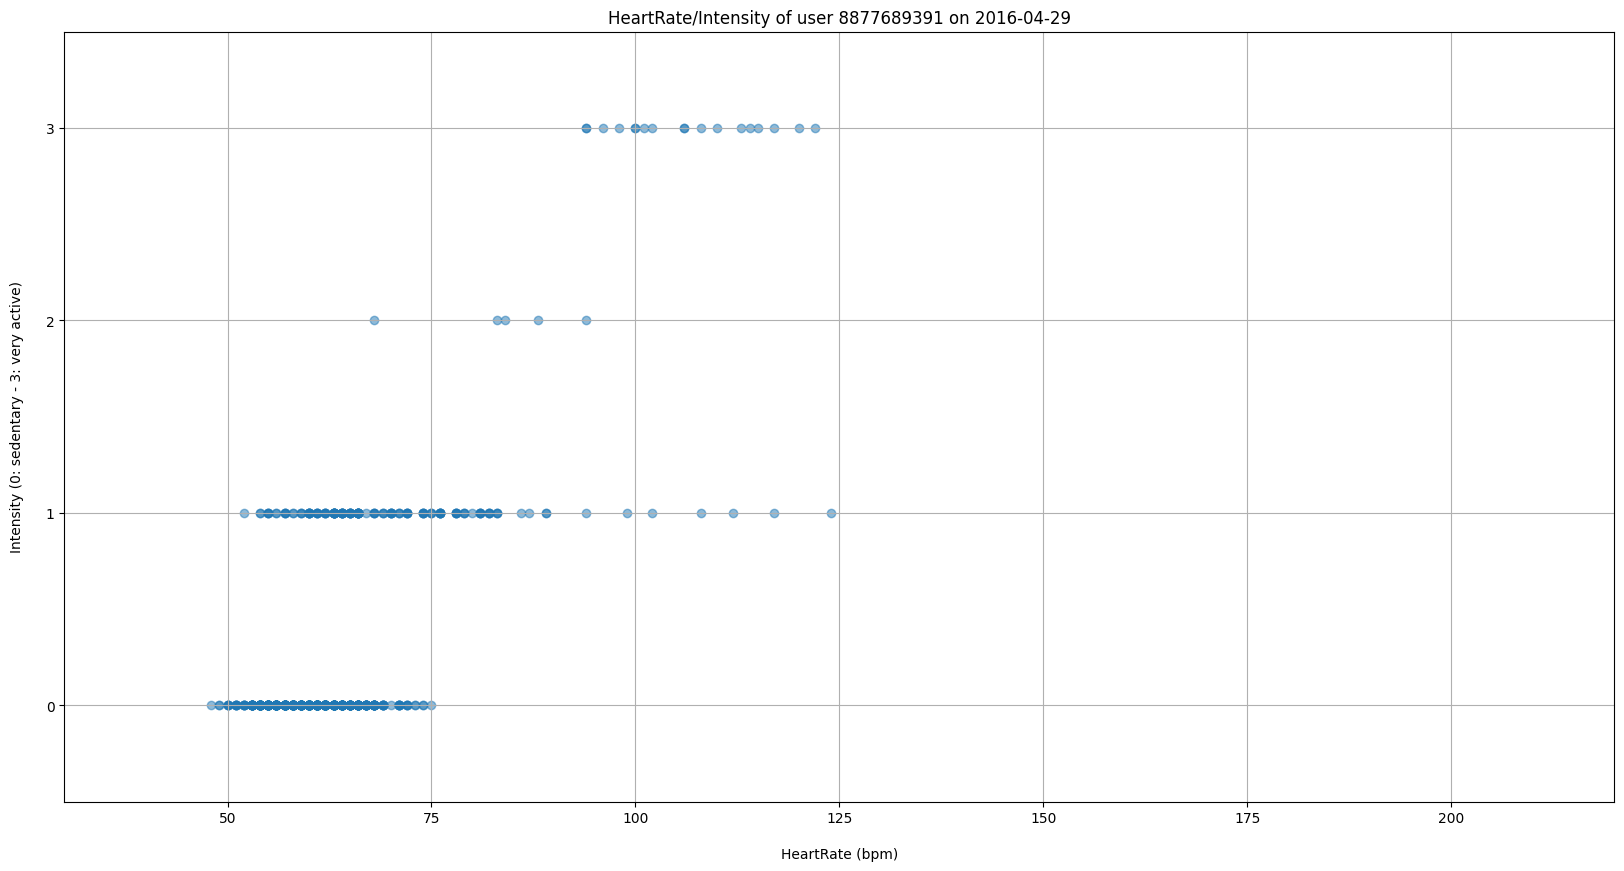 HeartRate/Intensity of user 8877689391 on 2016-04-29
Intensity (0: sedentary - 3: very active)
3
2
1
0
50 75 100 125 150 175 200
HeartRate (bpm)